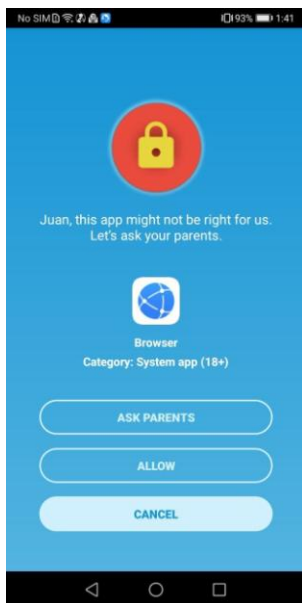 No SIM 93% 1:41
Juan, this app might not be right for us.
Let's ask your parents.
Browser
Category: System app (18+)
ASK PARENTS
ALLOW
CANCEL